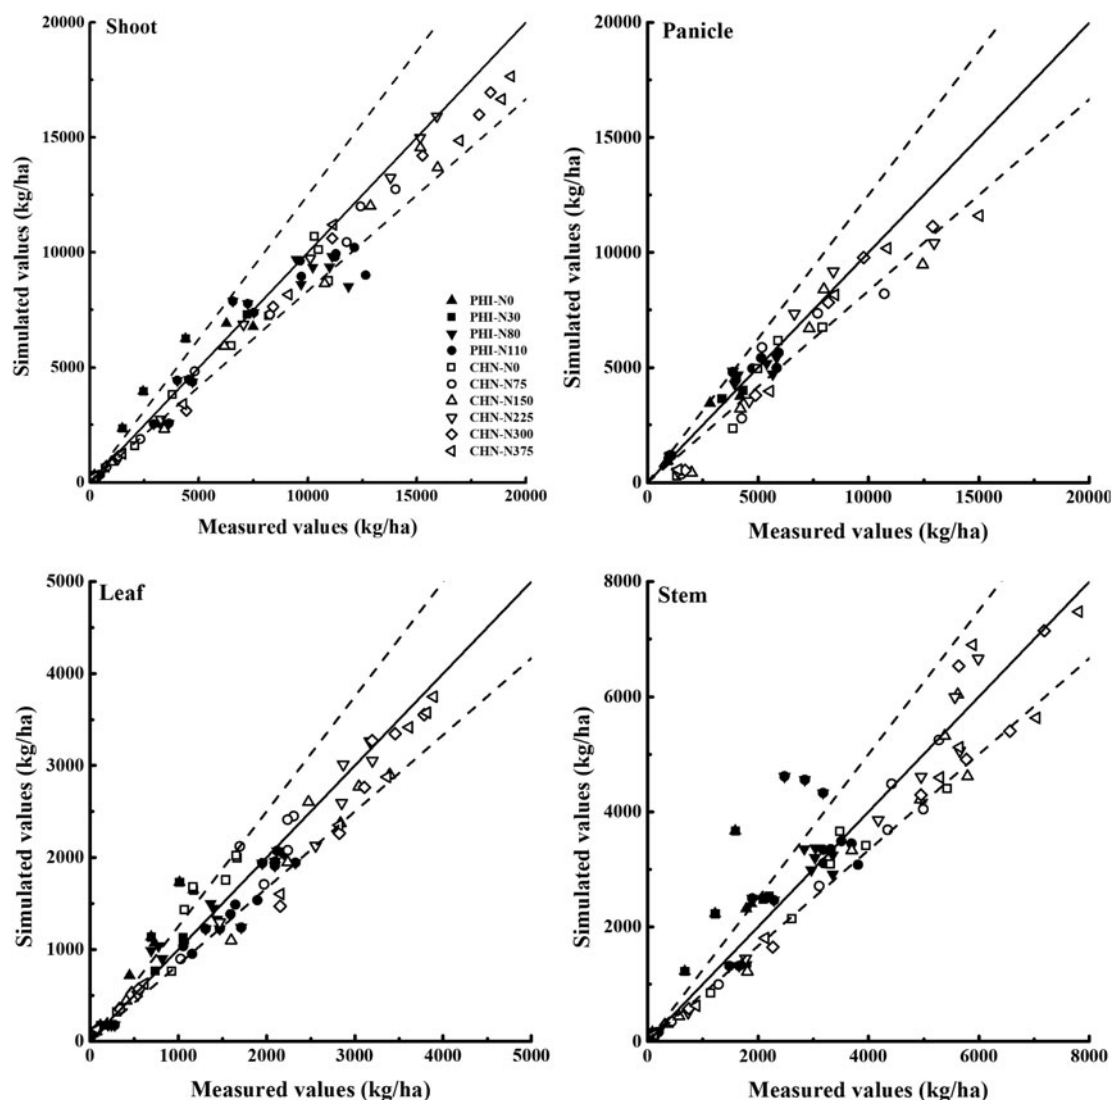 Shoot
Simulated values (kg/ha)
20000
15000
10000
5000
0
0
5000
10000
15000
20000
Measured values (kg/ha)
PHI-N0
PHI-N30
PHI-N80
PHI-N110
CHN-N0
CHN-N75
CHN-N150
CHN-N225
CHN-N300
CHN-N375
Panicle
Simulated values (kg/ha)
20000
15000
10000
5000
0
0
5000
10000
15000
20000
Measured values (kg/ha)
Leaf
Simulated values (kg/ha)
5000
4000
3000
2000
1000
0
0
1000
2000
3000
4000
5000
Measured values (kg/ha)
Stem
Simulated values (kg/ha)
8000
6000
4000
2000
0
0
2000
4000
6000
8000
Measured values (kg/ha)